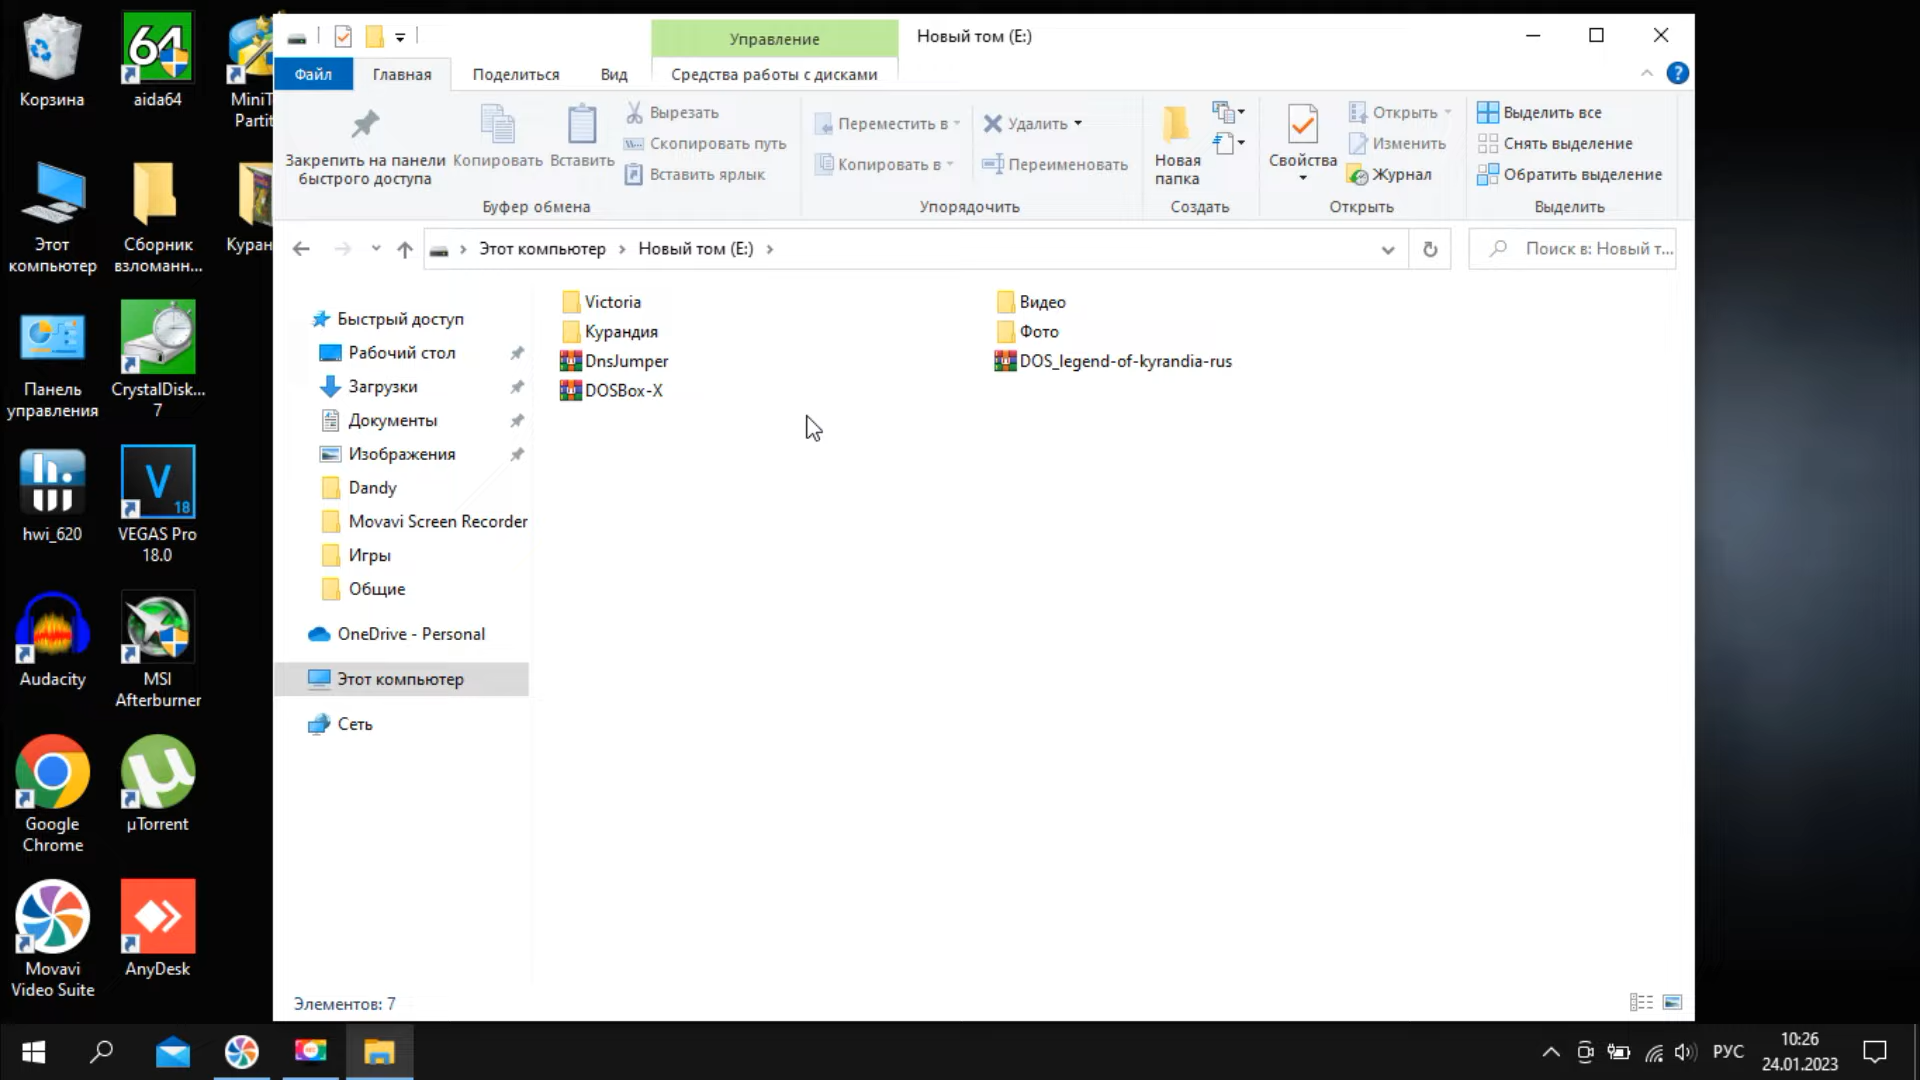 Корзина
aida64
MiniT
Partit
Этот
компьютер
Сборник
взломанн...
Куран
Панель
управления
CrystalDisk...
7
hwi_620
VEGAS Pro
18.0
Audacity
MSI
Afterburner
Google
Chrome
µTorrent
Movavi
Video Suite
AnyDesk
Управление
Новый том (E:)
Файл
Главная
Поделиться
Вид
Средства работы с дисками
Закрепить на панели
быстрого доступа
Копировать
Вставить
Вырезать
Скопировать путь
Вставить ярлык
Буфер обмена
Переместить в
Копировать в
Удалить
Переименовать
Упорядочить
Новая
папка
Создать
Свойства
Открыть
Изменить
Журнал
Открыть
Выделить все
Снять выделение
Обратить выделение
Выделить
Этот компьютер
Новый том (E:)
Поиск в: Новый т...
Быстрый доступ
Рабочий стол
Загрузки
Документы
Изображения
Dandy
Movavi Screen Recorder
Игры
Общие
OneDrive - Personal
Этот компьютер
Сеть
Victoria
Курандия
DnsJumper
DOSBox-X
Видео
Фото
DOS_legend-of-kyrandia-rus
Элементов: 7
РУС
10:26
24.01.2023
64
V
18